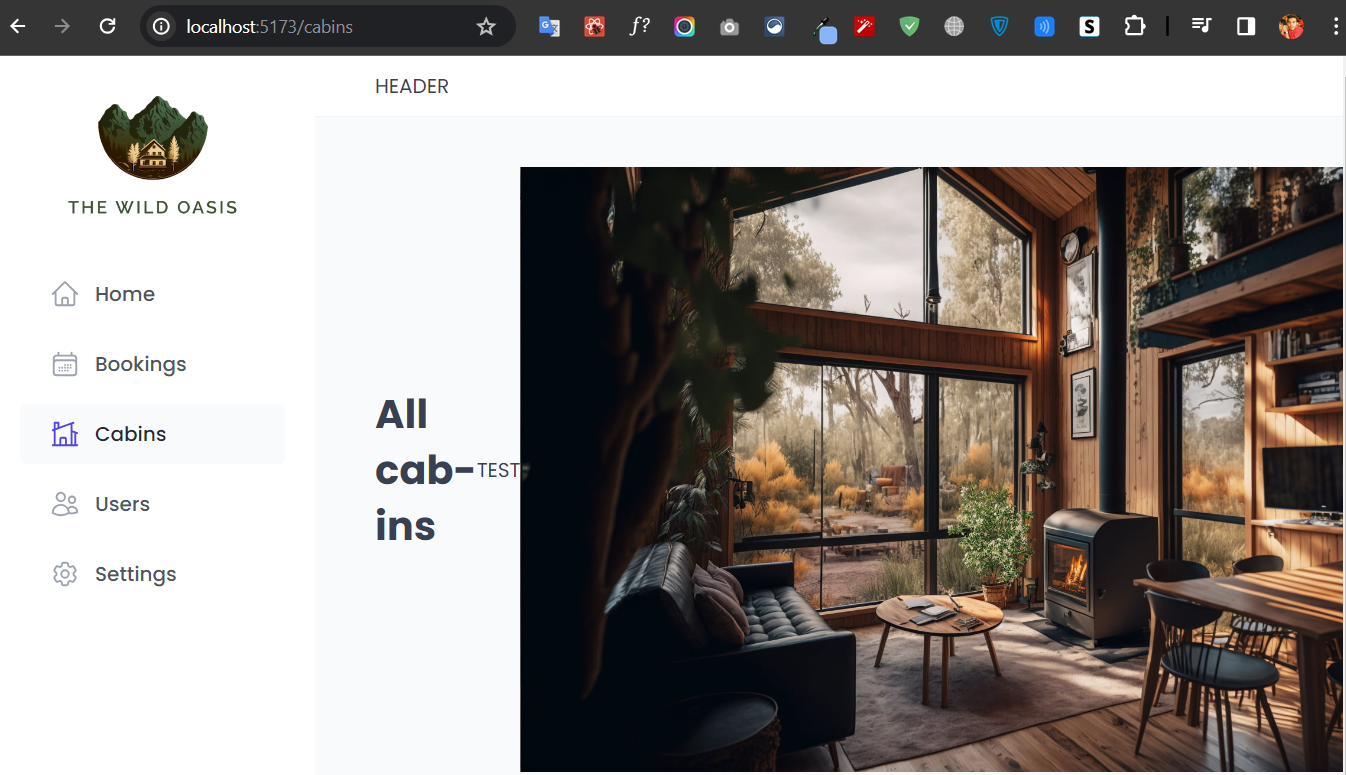 localhost:5173/cabins
HEADER
THE WILD OASIS
Home
Bookings
Cabins
Users
Settings
All
cab-
ins
TEST